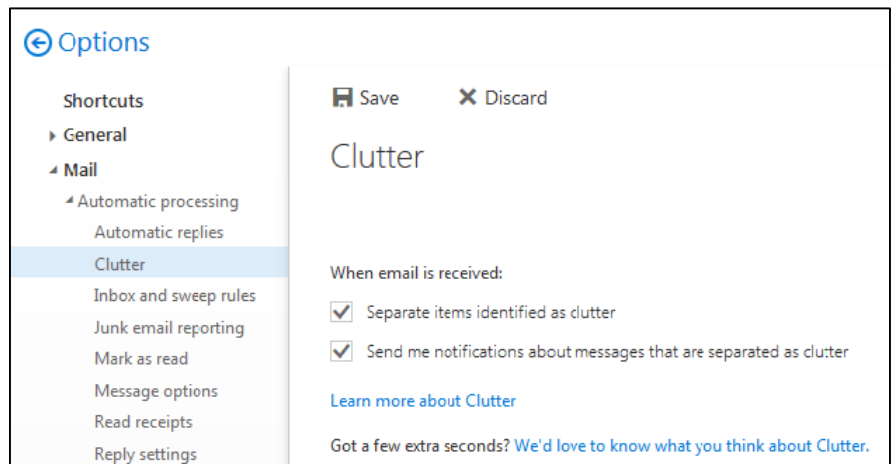 Options
Shortcuts
General
Mail
Automatic processing
Automatic replies
Clutter
Inbox and sweep rules
Junk email reporting
Mark as read
Message options
Read receipts
Reply settings
Save
Discard
Clutter
When email is received:
Separate items identified as clutter
Send me notifications about messages that are separated as clutter
Learn more about Clutter
Got a few extra seconds? We'd love to know what you think about Clutter.